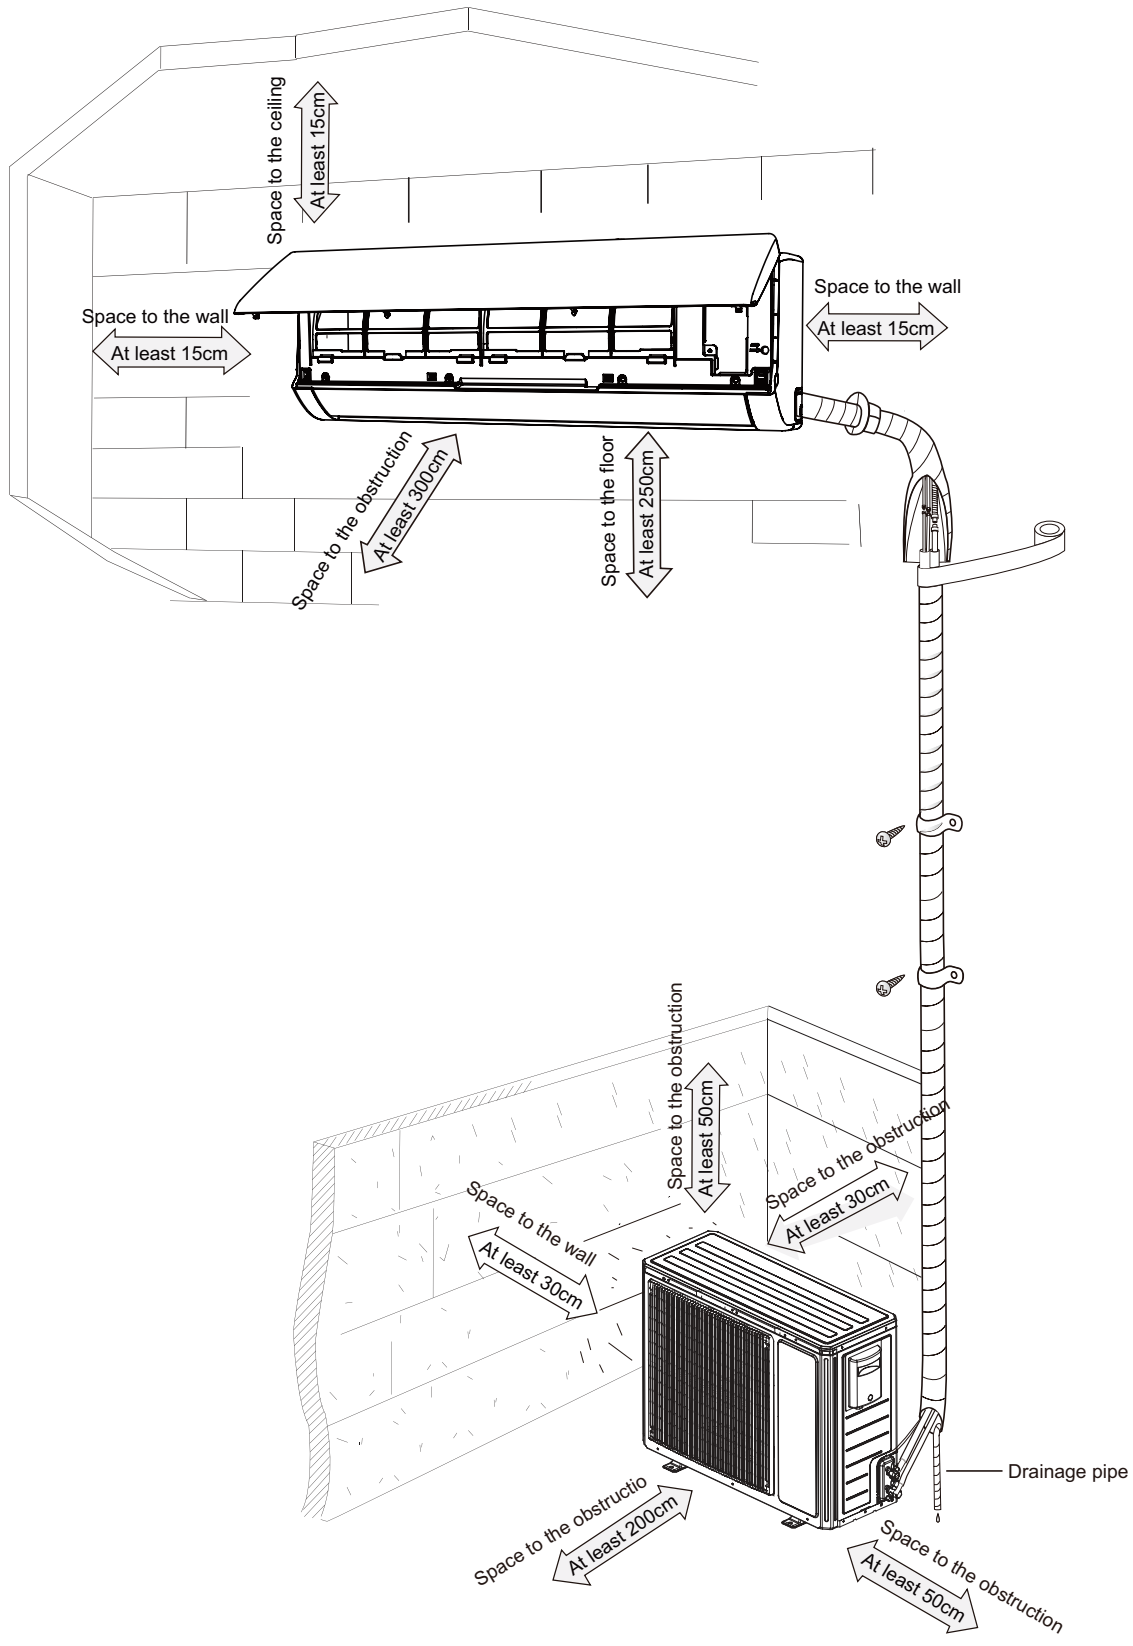 Space to the ceiling
At least 15cm
Space to the wall
At least 15cm
Space to the wall
At least 15cm
Space to the obstruction
At least 300cm
Space to the floor
At least 250cm
Space to the obstruction
At least 50cm
Space to the obstruction
At least 30cm
Space to the wall
At least 30cm
Drainage pipe
Space to the obstructio
At least 200cm
Space to the obstruction
At least 50cm